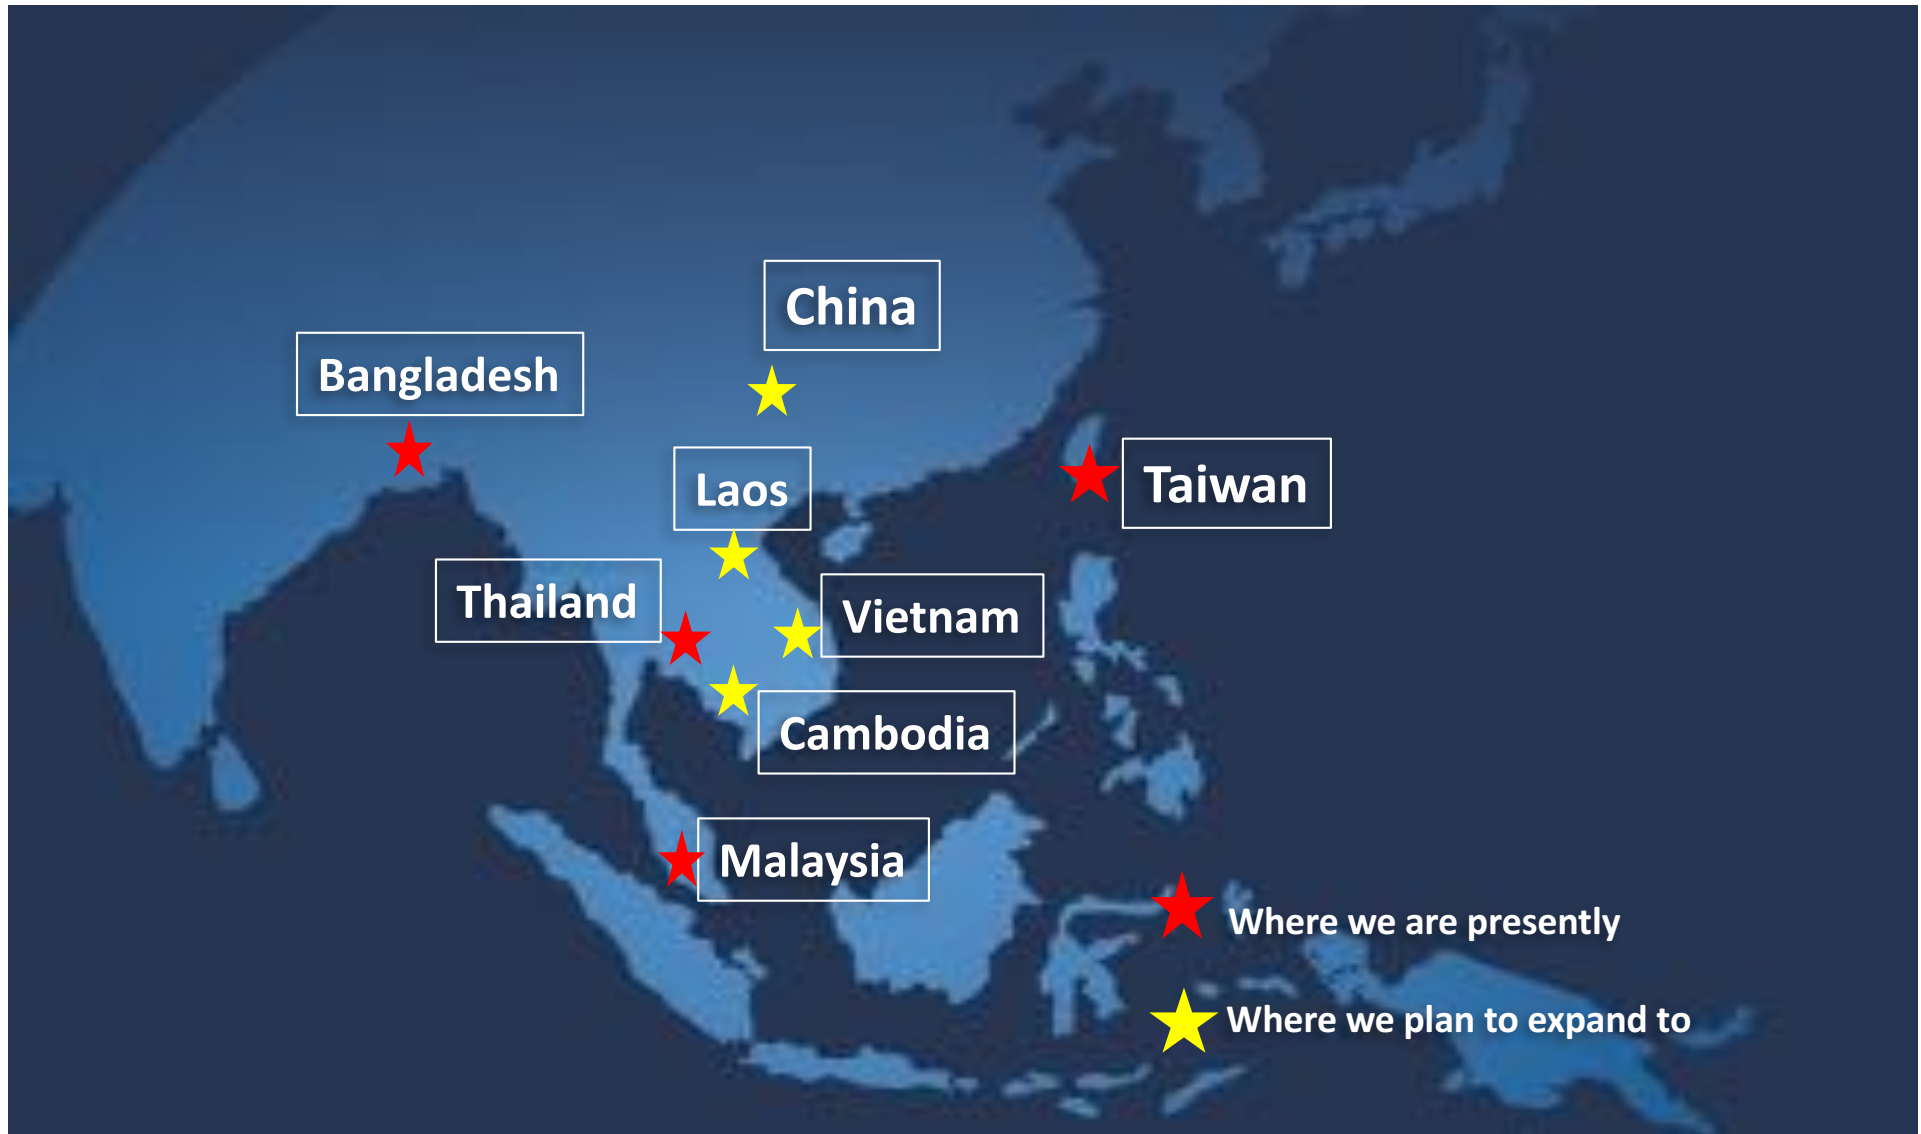 China
Bangladesh
Taiwan
Laos
Thailand
Vietnam
Cambodia
Malaysia
Where we are presently
Where we plan to expand to